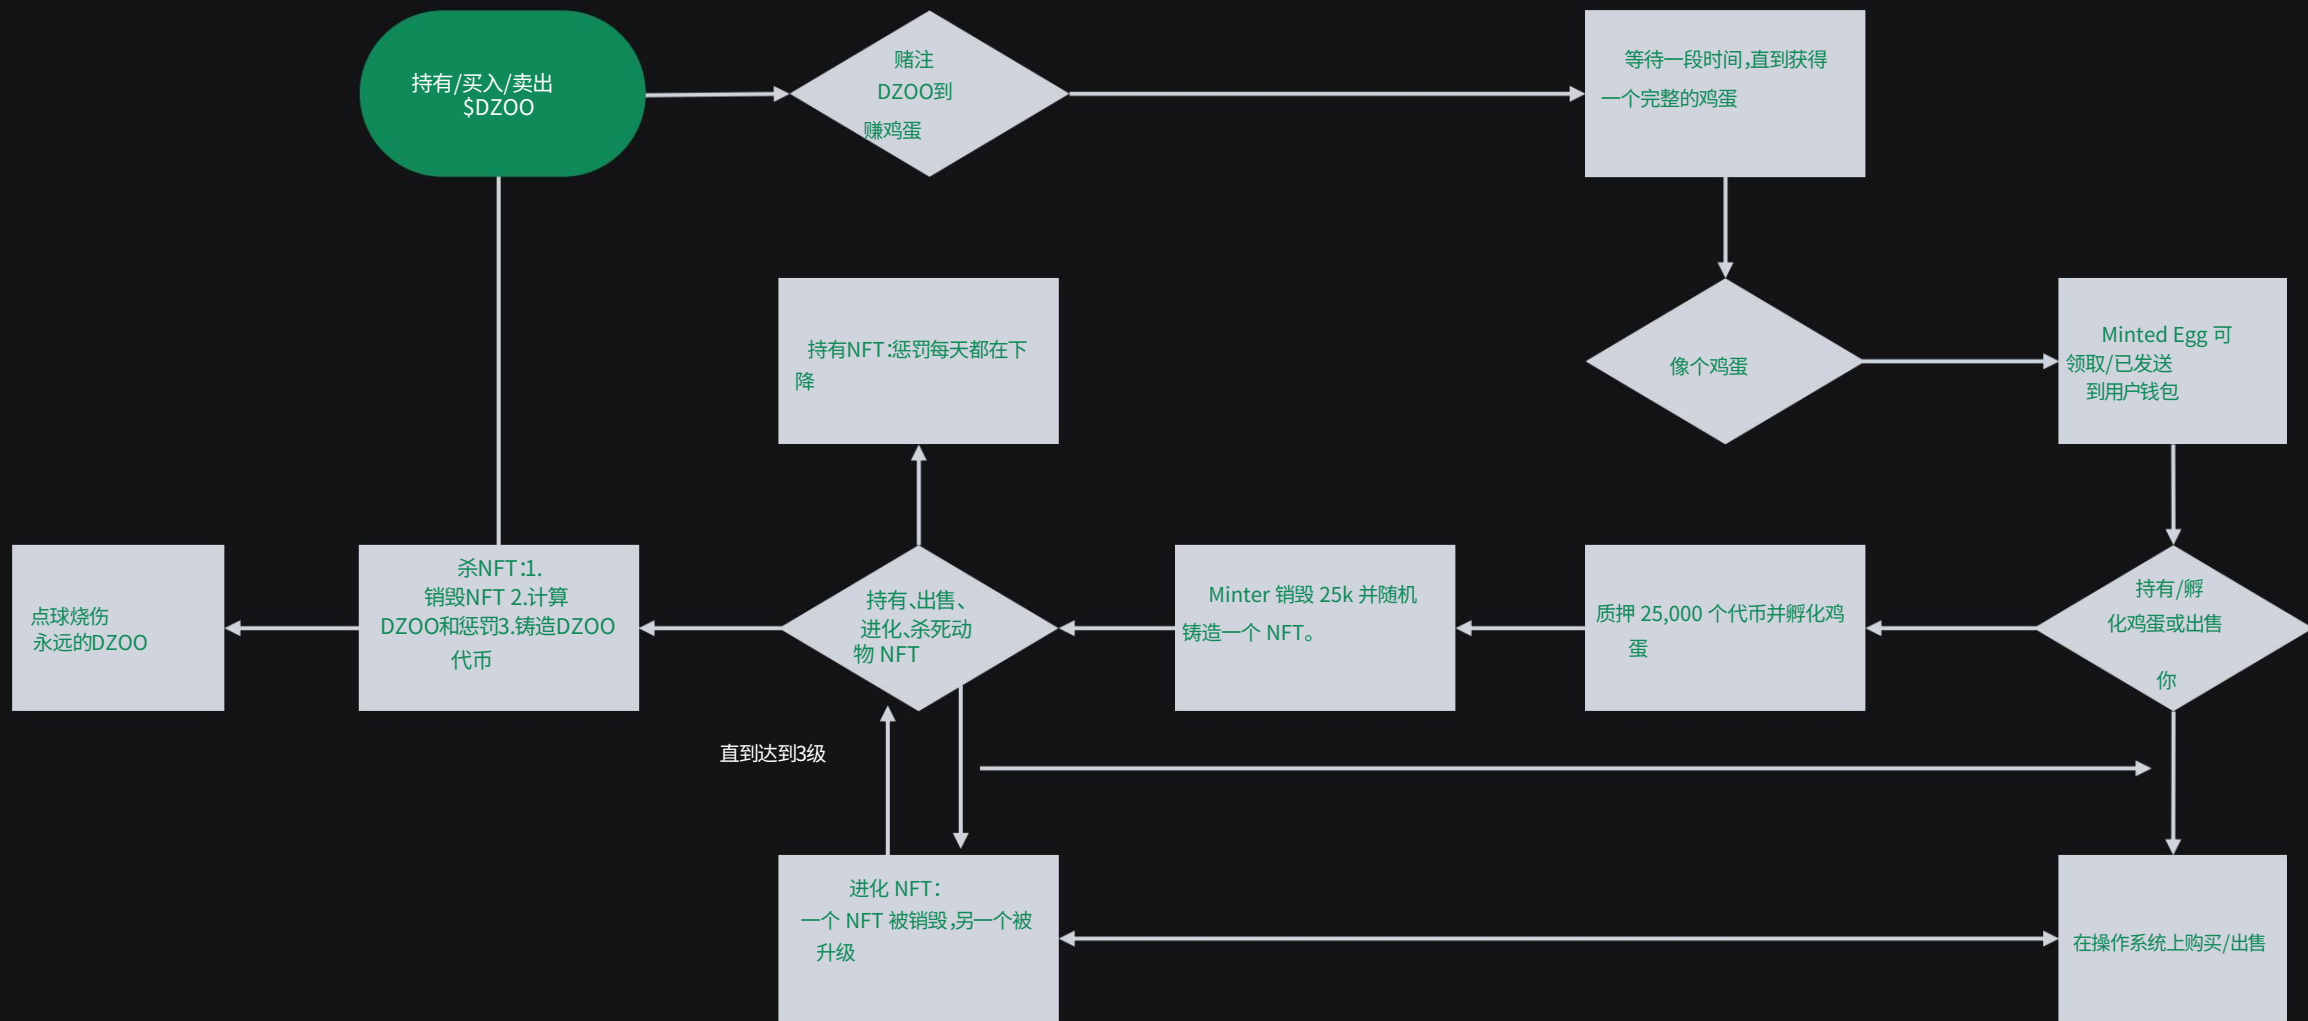 持有/买入/卖出
$DZOO
赌注
DZOO到
赚鸡蛋
等待一段时间,直到获得
一个完整的鸡蛋
持有NFT:惩罚每天都在下
降
像个鸡蛋
Minted Egg 可
领取/已发送
到用户钱包
点球烧伤
永远的DZOO
杀NFT:1.
销毁NFT 2.计算
DZOO和惩罚3.铸造DZOO
代币
持有、出售、
进化、杀死动
物 NFT
Minter 销毁 25k 并随机
铸造一个 NFT。
质押 25,000 个代币并孵化鸡
蛋
持有/孵
化鸡蛋或出售
你
直到达到3级
进化 NFT:
一个 NFT 被销毁,另一个被
升级
在操作系统上购买/出售